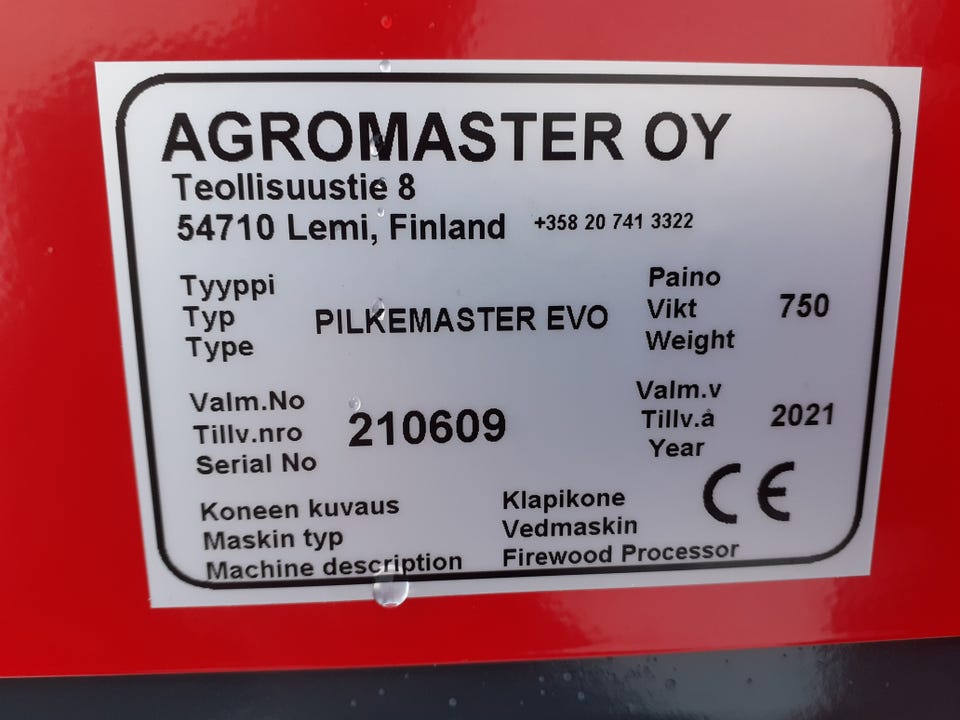 AGROMASTER OY
Teollisuustie 8
54710 Lemi, Finland +358 20 741 3322
Tyyppi
Typ
Type
PILKEMASTER EVO
Paino
Vikt
Weight
750
Valm.No
Tillv.nro
Serial No
210609
Valm.v
Tillv.å
Year
2021
CE
Koneen kuvaus
Maskin typ
Machine description
Klapikone
Vedmaskin
Firewood Processor